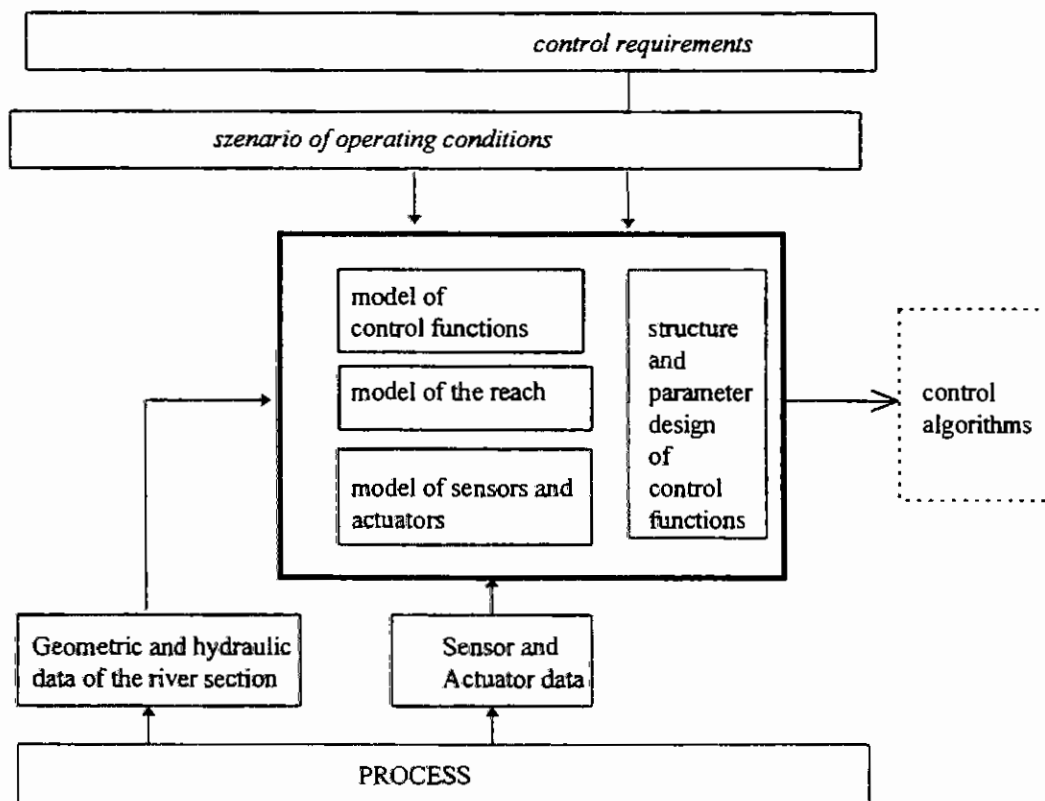 control requirements
szenario of operating conditions
model of
control functions
model of the reach
model of sensors and
actuators
structure
and
parameter
design
of
control
functions
control
algorithms
Geometric and hydraulic
data of the river section
Sensor and
Actuator data
PROCESS